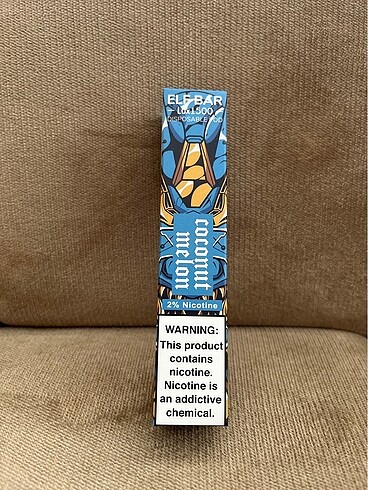 ELF BAR
Lux1500
DISPOSABLE POD
coconut
melon
2% Nicotine
WARNING:
This product
contains
nicotine.
Nicotine is
an addictive
chemical.